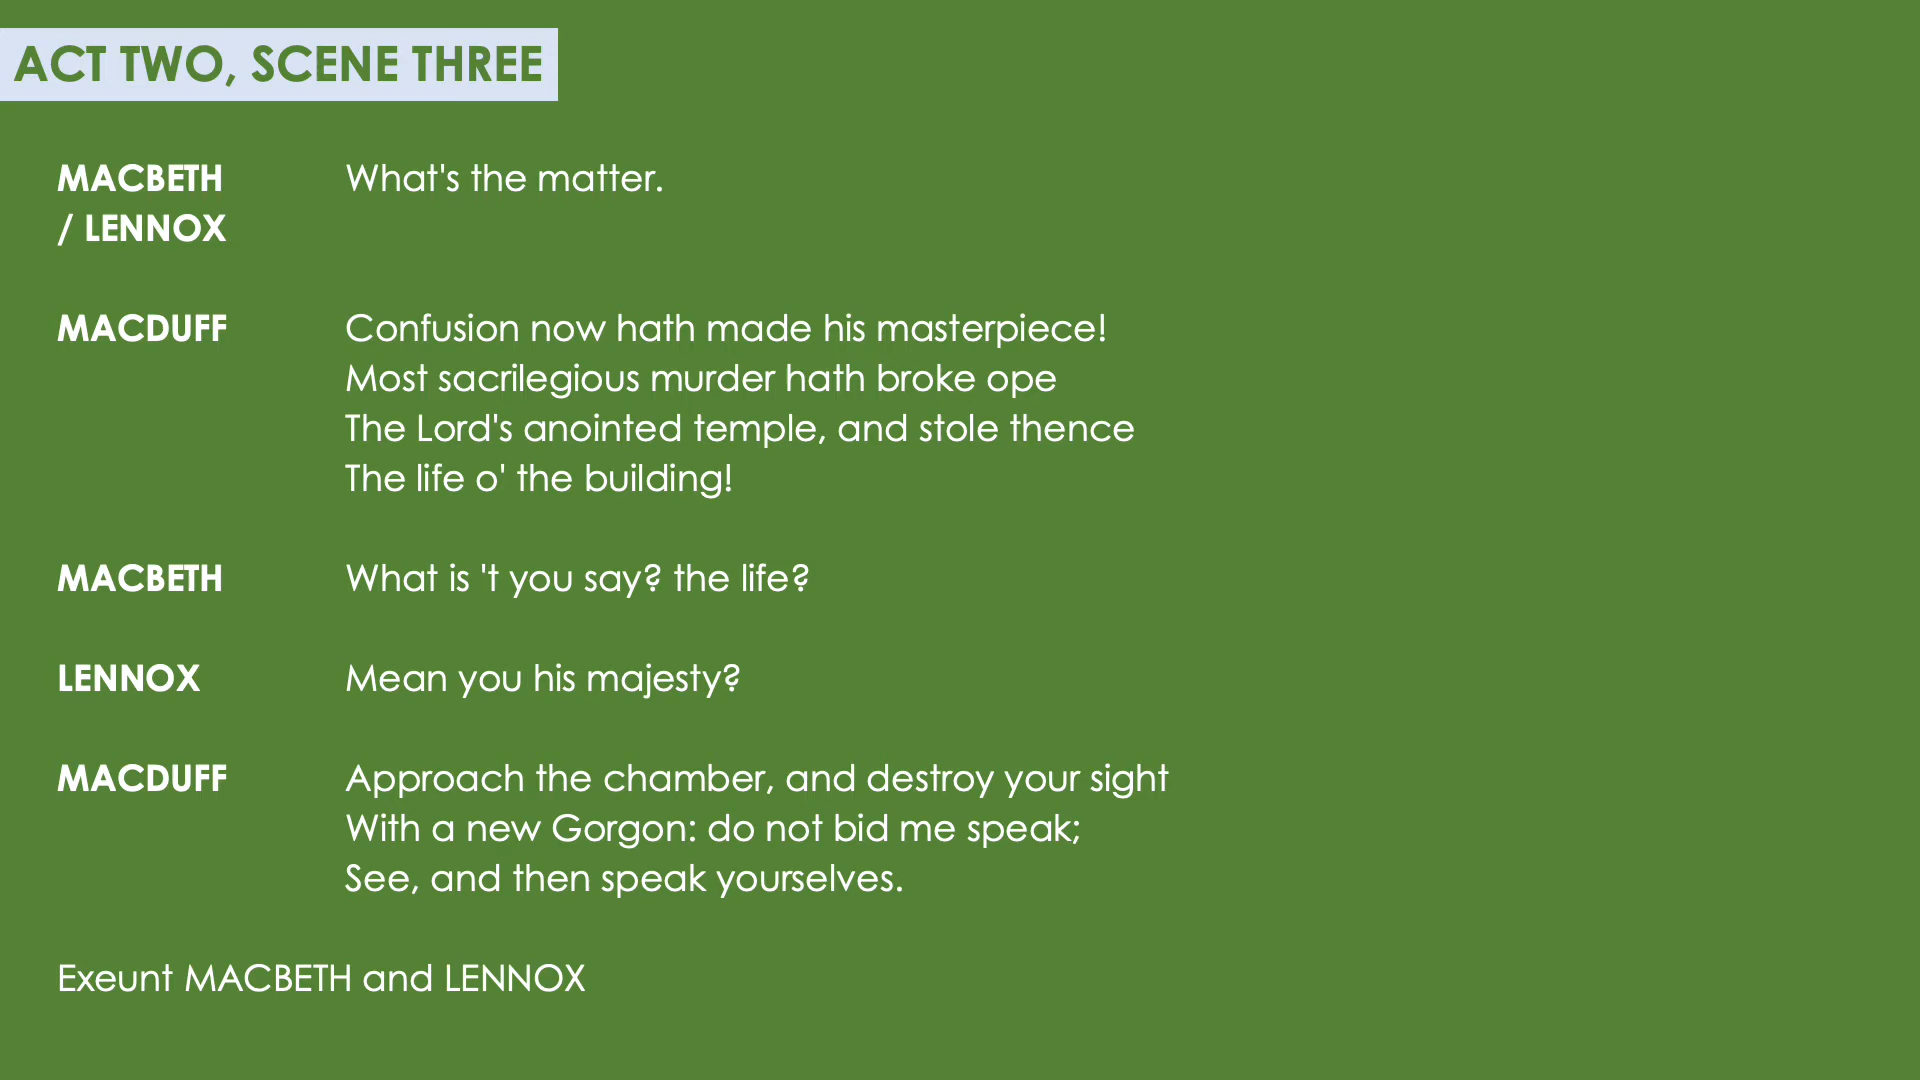 ACT TWO, SCENE THREE
MACBETH What's the matter.
/ LENNOX
MACDUFF Confusion now hath made his masterpiece!
Most sacrilegious murder hath broke ope
The Lord's anointed temple, and stole thence
The life o' the building!
MACBETH What is 't you say? the life?
LENNOX Mean you his majesty?
MACDUFF Approach the chamber, and destroy your sight
With a new Gorgon: do not bid me speak;
See, and then speak yourselves.
Exeunt MACBETH and LENNOX